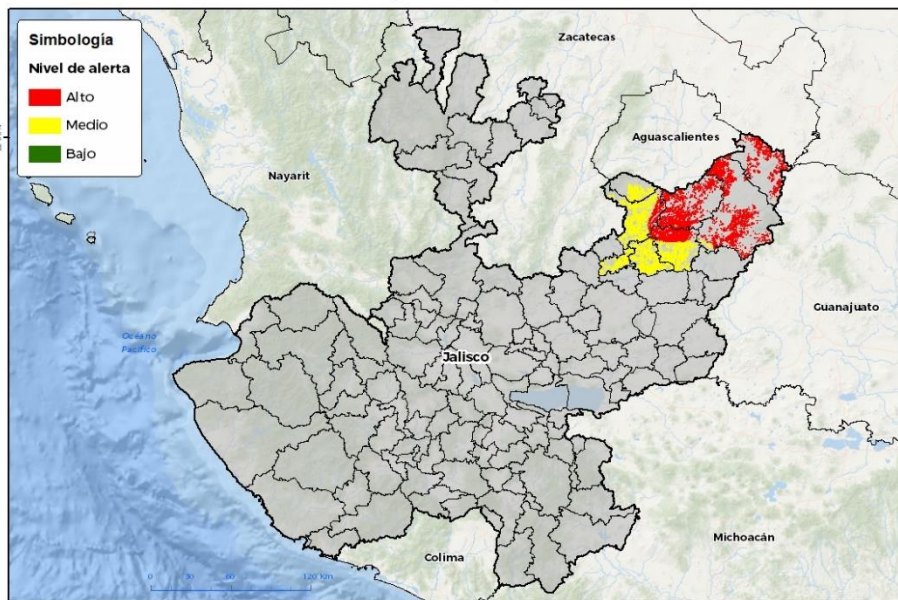 Simbología
Nivel de alerta
Alto
Medio
Bajo
Zacatecas
Aguascalientes
Nayarit
Guanajuato
Océano
Pacífico
Jalisco
Michoacán
Colima
0 30 60 120 Km